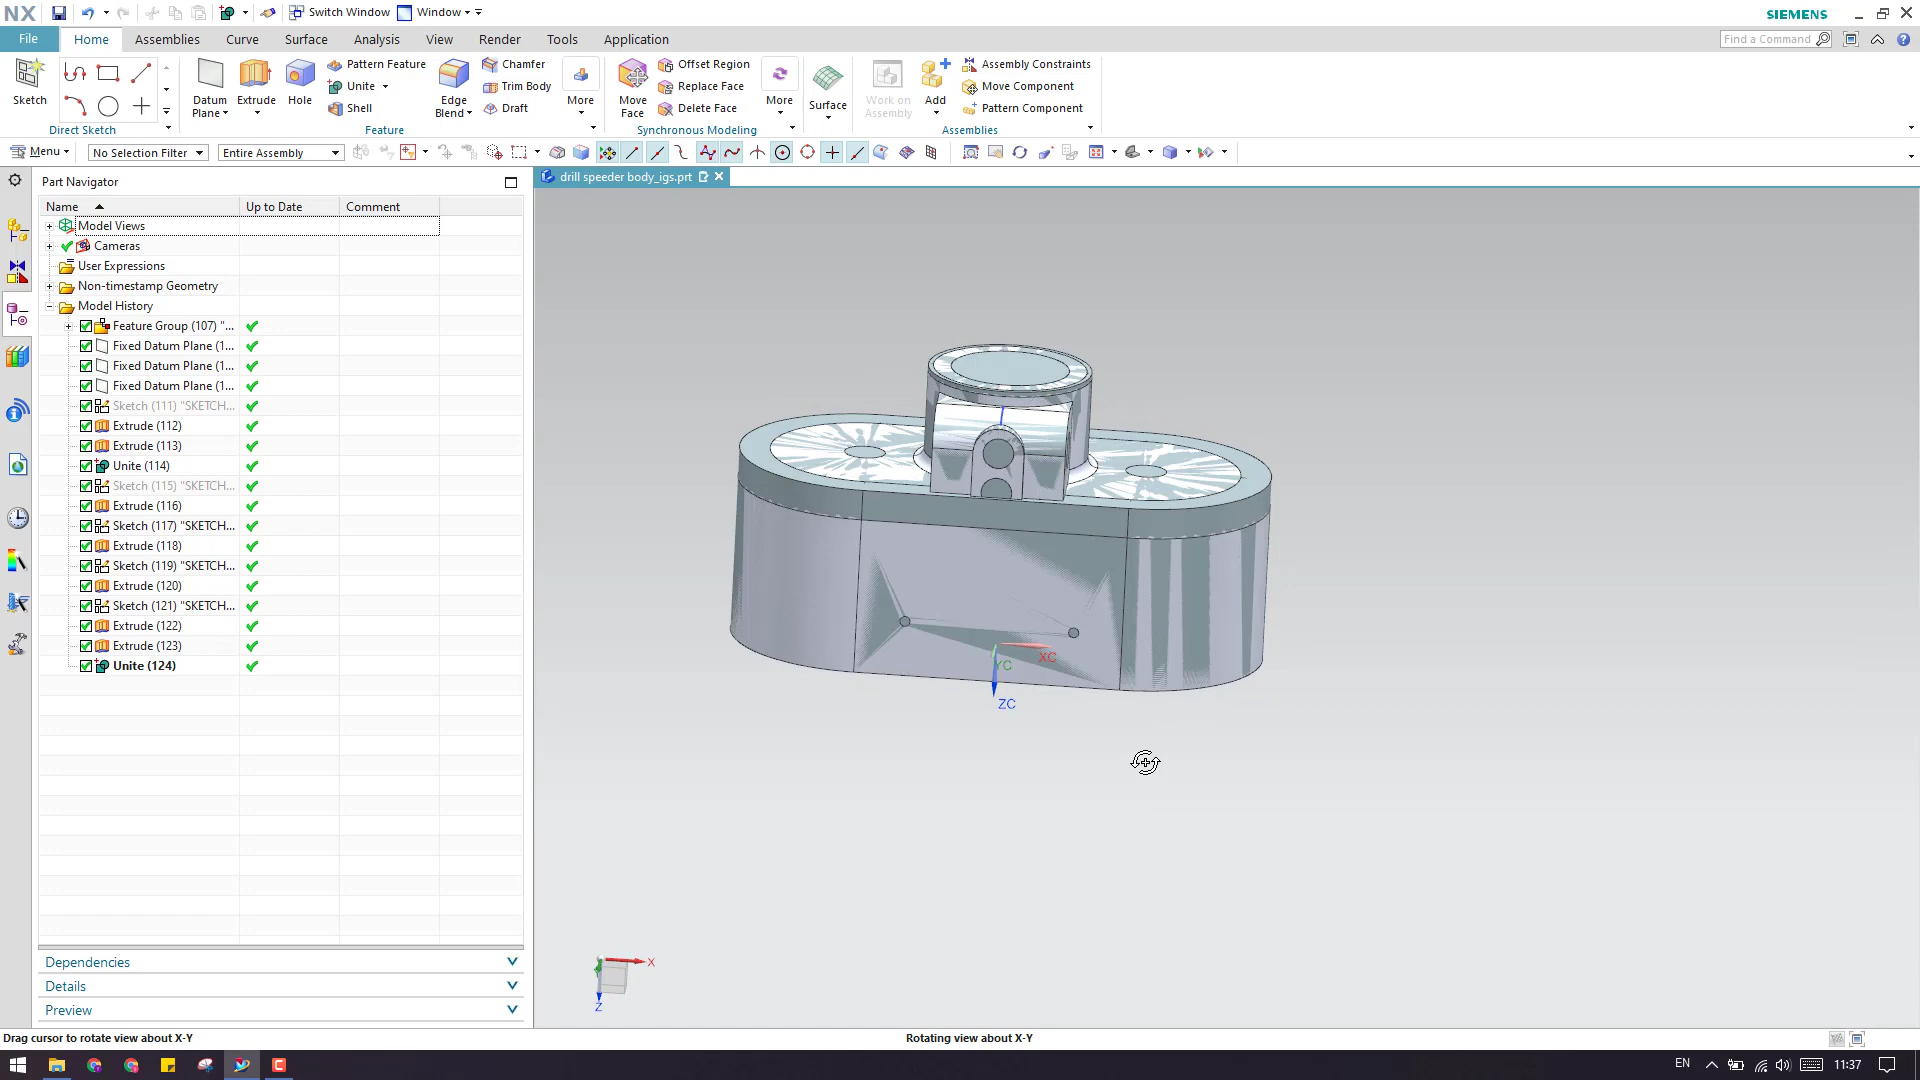 NX
Switch Window
Window
SIEMENS
File
Home
Assemblies
Curve
Surface
Analysis
View
Render
Tools
Application
Find a Command
Sketch
Direct Sketch
Datum Plane
Extrude
Hole
Pattern Feature
Unite
Shell
Edge Blend
Chamfer
Trim Body
Draft
More
Feature
Move Face
Offset Region
Replace Face
Delete Face
More
Synchronous Modeling
Surface
Work on Assembly
Add
Assembly Constraints
Move Component
Pattern Component
Assemblies
Menu
No Selection Filter
Entire Assembly
Part Navigator
drill speeder body_igs.prt
Name
Up to Date
Comment
Model Views
Cameras
User Expressions
Non-timestamp Geometry
Model History
Feature Group (107) "...
Fixed Datum Plane (1...
Fixed Datum Plane (1...
Fixed Datum Plane (1...
Sketch (111) "SKETCH...
Extrude (112)
Extrude (113)
Unite (114)
Sketch (115) "SKETCH...
Extrude (116)
Sketch (117) "SKETCH...
Extrude (118)
Sketch (119) "SKETCH...
Extrude (120)
Sketch (121) "SKETCH...
Extrude (122)
Extrude (123)
Unite (124)
XC
YC
ZC
X
Z
Dependencies
Details
Preview
Drag cursor to rotate view about X-Y
Rotating view about X-Y
EN
11:37